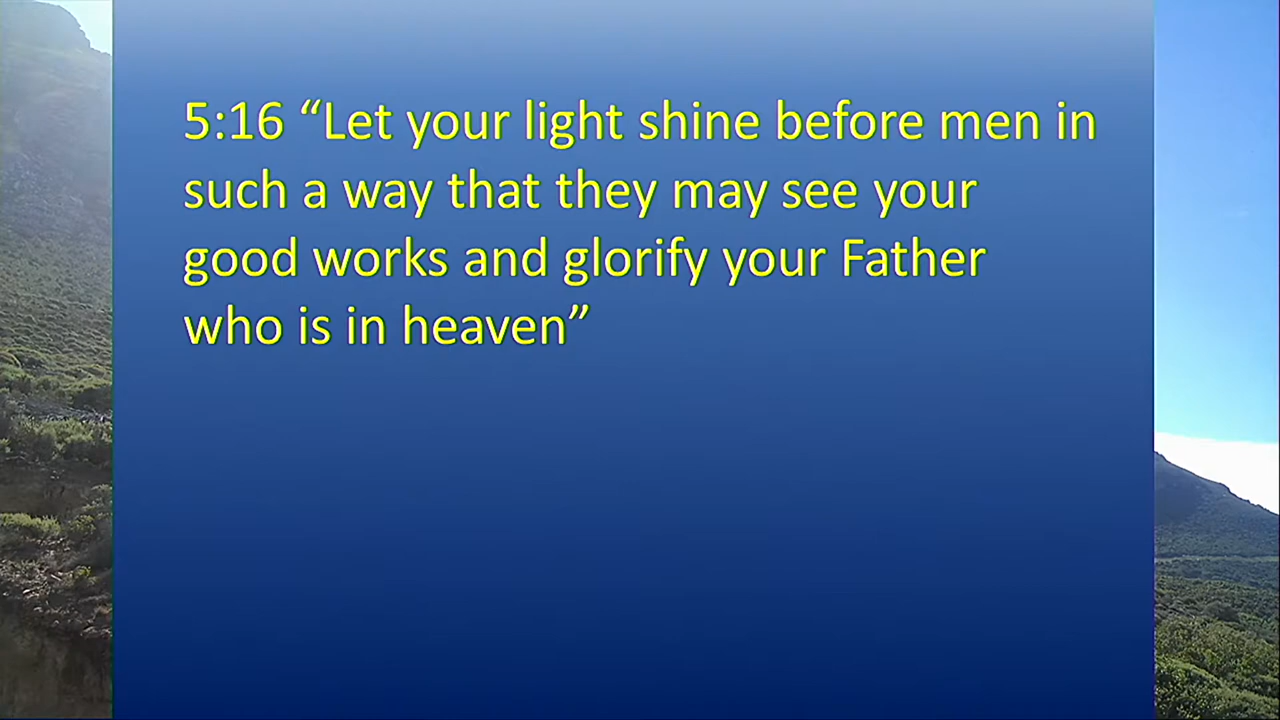 5:16 “Let your light shine before men in
such a way that they may see your
good works and glorify your Father
who is in heaven”